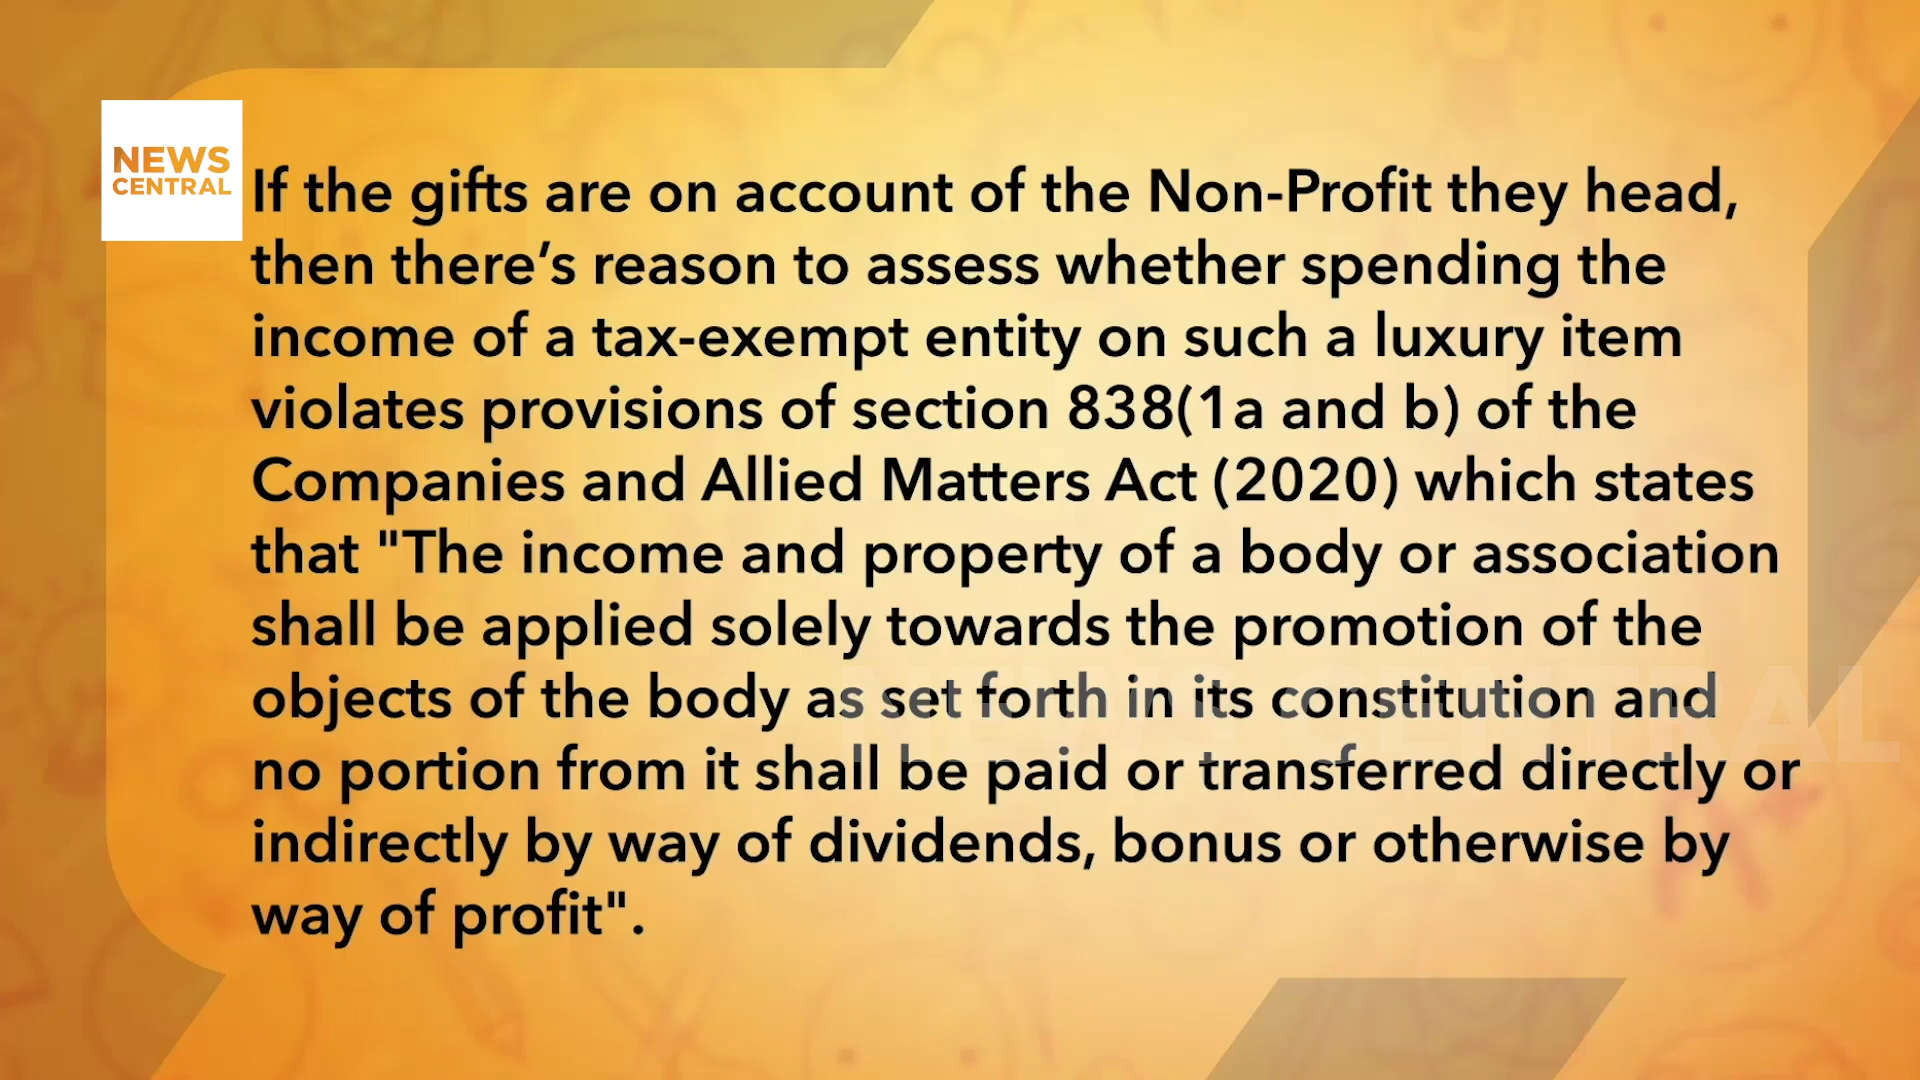 NEWS
CENTRAL
If the gifts are on account of the Non-Profit they head,
then there’s reason to assess whether spending the
income of a tax-exempt entity on such a luxury item
violates provisions of section 838(1a and b) of the
Companies and Allied Matters Act (2020) which states
that "The income and property of a body or association
shall be applied solely towards the promotion of the
objects of the body as set forth in its constitution and
no portion from it shall be paid or transferred directly or
indirectly by way of dividends, bonus or otherwise by
way of profit".
NEWS CENTRAL